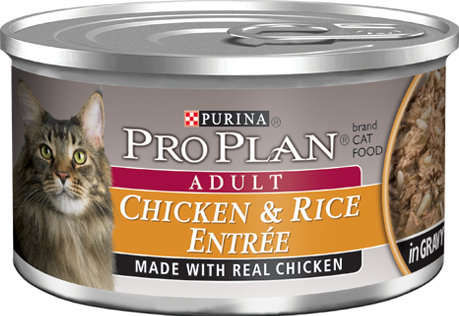 PURINA®
PRO PLAN® brand CAT FOOD
ADULT
CHICKEN & RICE
ENTRÉE
MADE WITH REAL CHICKEN
in GRAVY